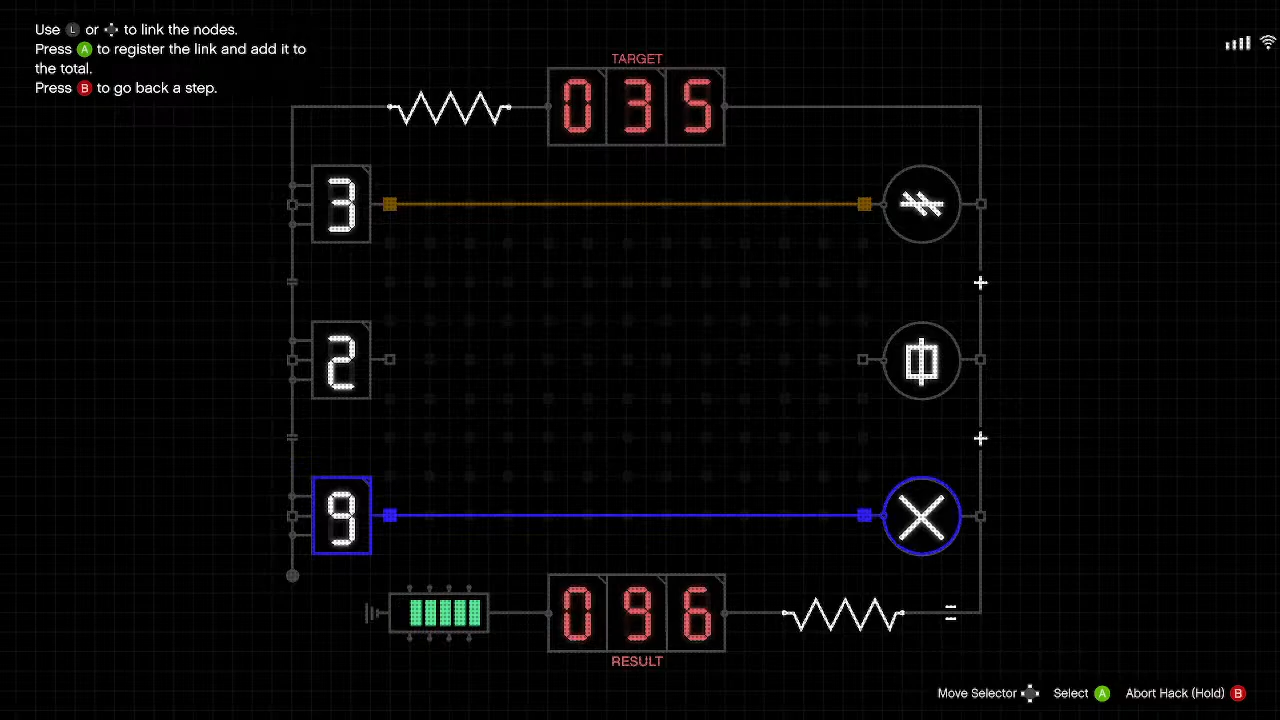 Use L or to link the nodes.
Press A to register the link and add it to
the total.
Press B to go back a step.
TARGET
035
3
2
+
中
+
9
X
096
=
RESULT
Move Selector Select A Abort Hack (Hold) B